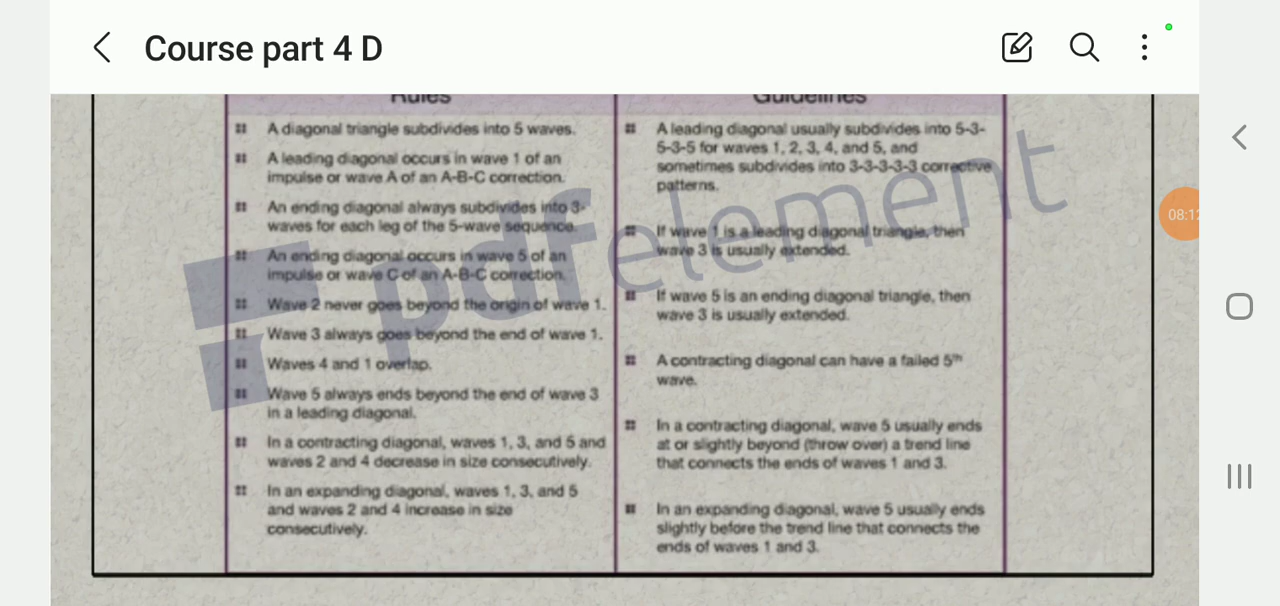 Course part 4 D
08:12
Rules
A diagonal triangle subdivides into 5 waves.
A leading diagonal occurs in wave 1 of an
impulse or wave A of an A-B-C correction.
An ending diagonal always subdivides into 3-
waves for each leg of the 5-wave sequence.
An ending diagonal occurs in wave 5 of an
impulse or wave C of an A-B-C correction.
Wave 2 never goes beyond the origin of wave 1.
Wave 3 always goes beyond the end of wave 1.
Waves 4 and 1 overlap.
Wave 5 always ends beyond the end of wave 3
in a leading diagonal.
In a contracting diagonal, waves 1, 3, and 5 and
waves 2 and 4 decrease in size consecutively.
In an expanding diagonal, waves 1, 3, and 5
and waves 2 and 4 increase in size
consecutively.
Guidelines
A leading diagonal usually subdivides into 5-3-
5-3-5 for waves 1, 2, 3, 4, and 5, and
sometimes subdivides into 3-3-3-3-3 corrective
patterns.
If wave 1 is a leading diagonal triangle, then
wave 3 is usually extended.
If wave 5 is an ending diagonal triangle, then
wave 3 is usually extended.
A contracting diagonal can have a failed 5th
wave.
In a contracting diagonal, wave 5 usually ends
at or slightly beyond (throw over) a trend line
that connects the ends of waves 1 and 3.
In an expanding diagonal, wave 5 usually ends
slightly before the trend line that connects the
ends of waves 1 and 3.
pdfelement